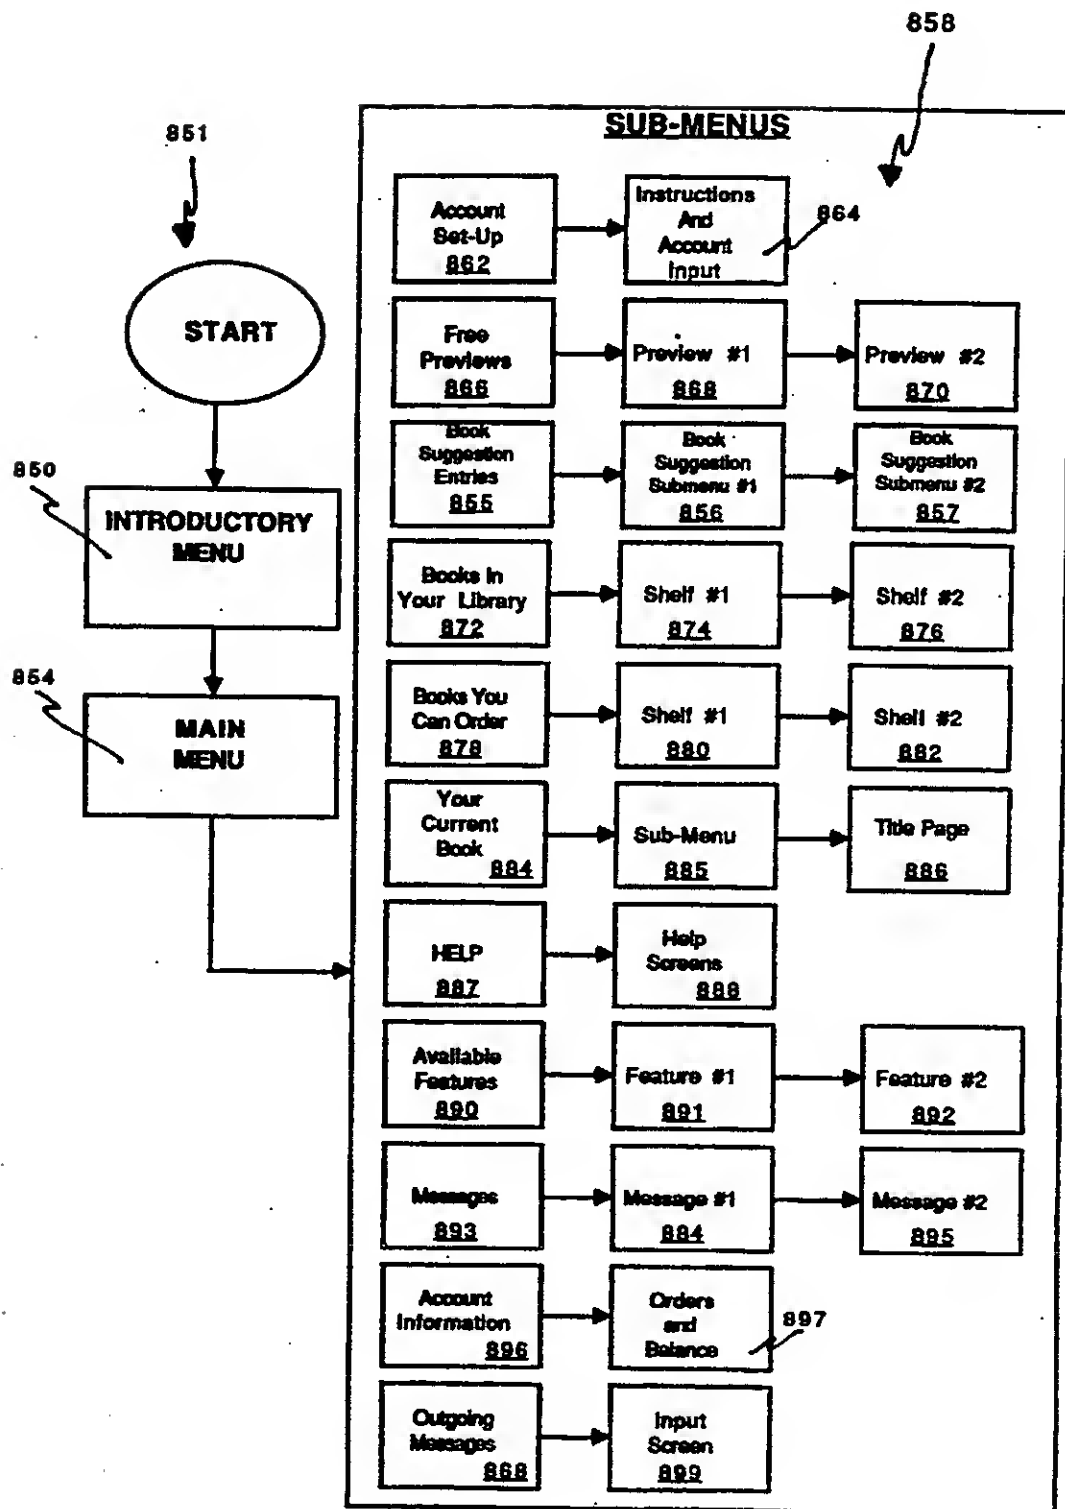 858
851
SUB-MENUS
Account
Set-Up
862
Instructions
And
Account
Input
864
START
Free
Previews
866
Preview #1
868
Preview #2
870
Book
Suggestion
Entries
855
Book
Suggestion
Submenu #1
856
Book
Suggestion
Submenu #2
857
850
INTRODUCTORY
MENU
Books In
Your Library
872
Shelf #1
874
Shelf #2
876
854
MAIN
MENU
Books You
Can Order
878
Shelf #1
880
Shelf #2
882
Your
Current
Book
884
Sub-Menu
885
Title Page
886
HELP
887
Help
Screens
888
Available
Features
890
Feature #1
891
Feature #2
892
Messages
893
Message #1
884
Message #2
895
Account
Information
896
Orders
and
Balance
897
Outgoing
Messages
868
Input
Screen
899